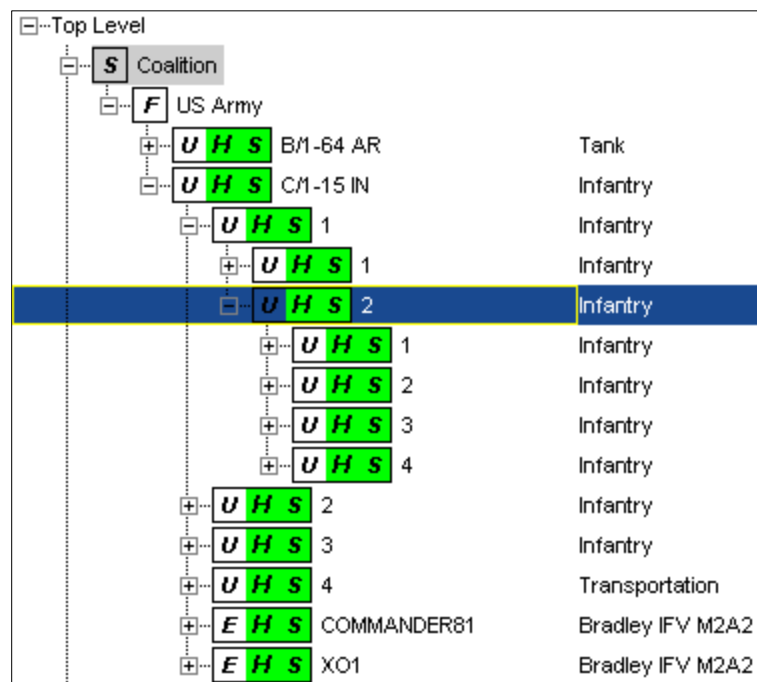 Top Level
S Coalition
F US Army
U H S B/1-64 AR Tank
U H S C/1-15 IN Infantry
U H S 1 Infantry
U H S 1 Infantry
U H S 2 Infantry
U H S 1 Infantry
U H S 2 Infantry
U H S 3 Infantry
U H S 4 Infantry
U H S 2 Infantry
U H S 3 Infantry
U H S 4 Transportation
E H S COMMANDER81 Bradley IFV M2A2
E H S XO1 Bradley IFV M2A2